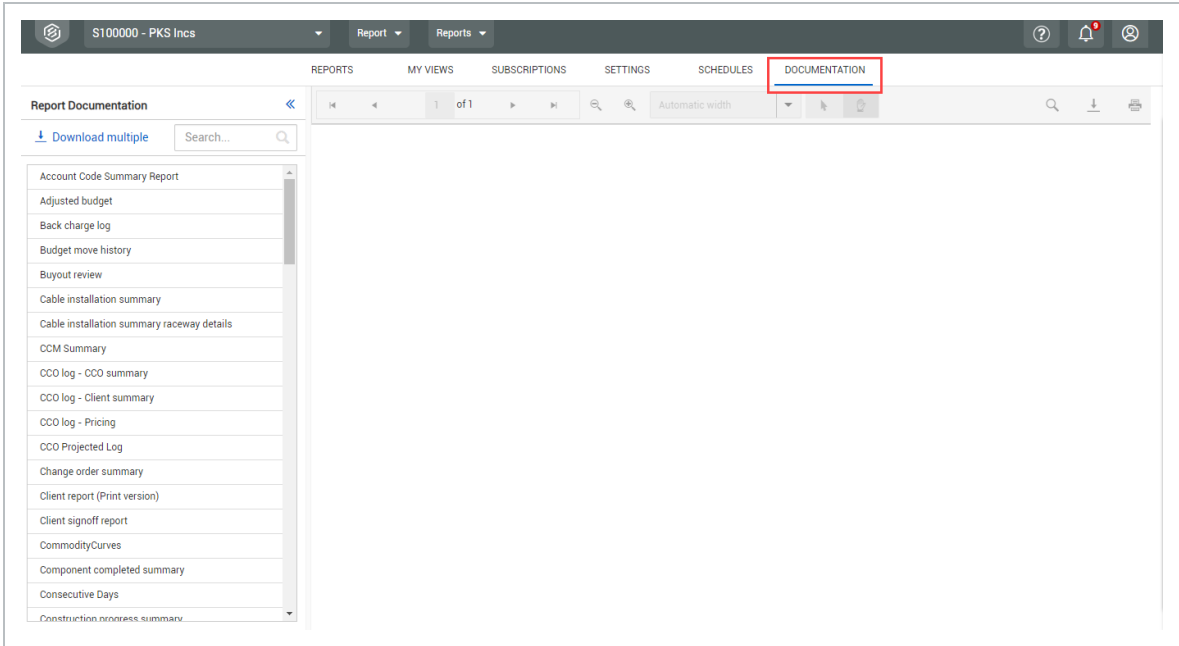 S100000 - PKS Incs Report Reports 9
REPORTS MY VIEWS SUBSCRIPTIONS SETTINGS SCHEDULES DOCUMENTATION
Report Documentation 1 of 1 Automatic width
Download multiple Search...
Account Code Summary Report
Adjusted budget
Back charge log
Budget move history
Buyout review
Cable installation summary
Cable installation summary raceway details
CCM Summary
CCO log - CCO summary
CCO log - Client summary
CCO log - Pricing
CCO Projected Log
Change order summary
Client report (Print version)
Client signoff report
CommodityCurves
Component completed summary
Consecutive Days
Construction progress summary